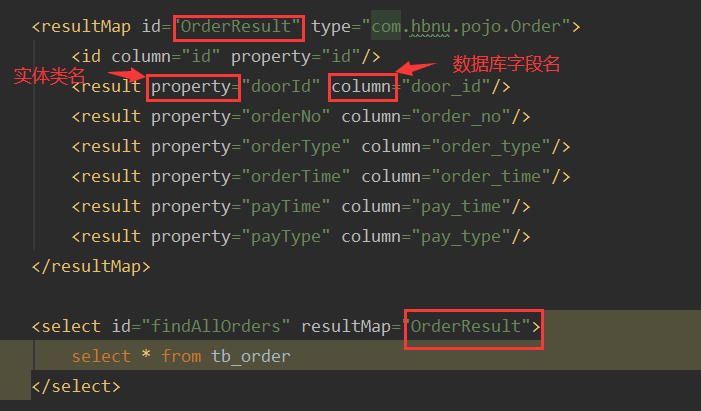 <resultMap id="OrderResult" type="com.hbnu.pojo.Order">
<id column="id" property="id"/>
实体类名
数据库字段名
<result property="doorId" column="door_id"/>
<result property="orderNo" column="order_no"/>
<result property="orderType" column="order_type"/>
<result property="orderTime" column="order_time"/>
<result property="payTime" column="pay_time"/>
<result property="payType" column="pay_type"/>
</resultMap>
<select id="findAllOrders" resultMap="OrderResult">
select * from tb_order
</select>